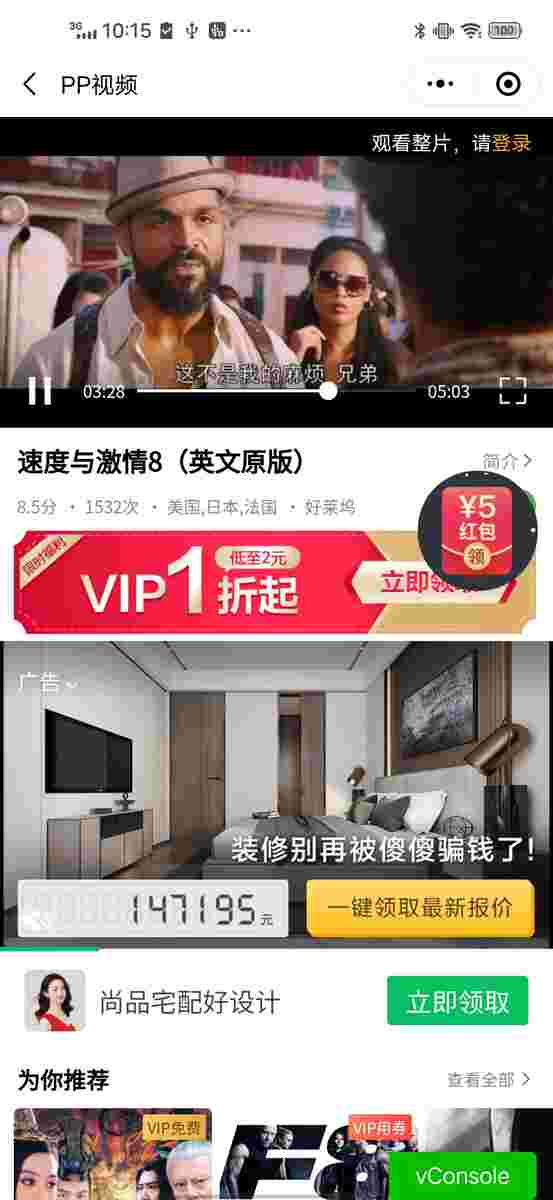 3G 10:15 ... 100
PP视频
观看整片，请登录
这不是我的麻烦 兄弟
03:28 05:03
速度与激情8（英文原版）
简介
8.5分 · 1532次 · 美国,日本,法国 · 好莱坞
¥5
红包
领
限时福利
VIP1折起
低至2元
立即领取
广告
装修别再被傻傻骗钱了!
147195元
一键领取最新报价
尚品宅配好设计
立即领取
为你推荐
查看全部
VIP免费
F8
VIP用券
vConsole